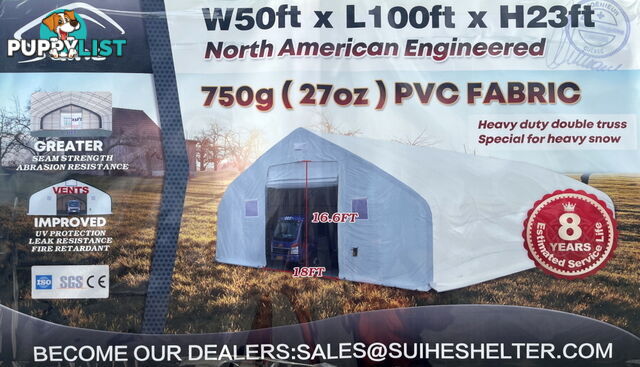 PUPPYLIST
W50ft x L100ft x H23ft
North American Engineered
750g ( 27oz ) PVC FABRIC
Heavy duty double truss
Special for heavy snow
GREATER
SEAM STRENGTH
ABRASION RESISTANCE
VENTS
IMPROVED
UV PROTECTION
LEAK RESISTANCE
FIRE RETARDANT
ISO SGS CE
16.6FT
18FT
8
YEARS
Estimated Service Life
BECOME OUR DEALERS:SALES@SUIHESHELTER.COM